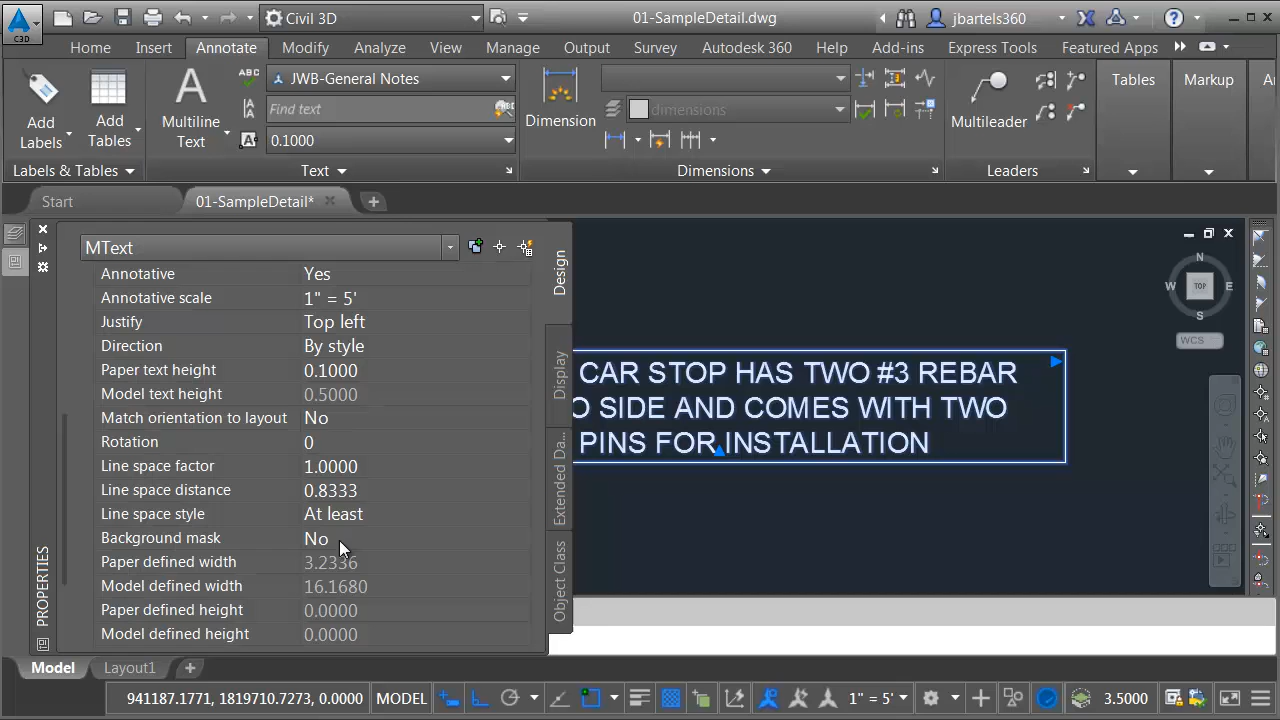 C3D
Civil 3D
01-SampleDetail.dwg
jbartels360
Home
Insert
Annotate
Modify
Analyze
View
Manage
Output
Survey
Autodesk 360
Help
Add-ins
Express Tools
Featured Apps
Add
Labels
Add
Tables
Labels & Tables
Multiline
Text
ABC
JWB-General Notes
Find text
0.1000
Text
Dimension
dimensions
Dimensions
Multileader
Leaders
Tables
Markup
Start
01-SampleDetail*
MText
Annotative Yes
Annotative scale 1" = 5'
Justify Top left
Direction By style
Paper text height 0.1000
Model text height 0.5000
Match orientation to layout No
Rotation 0
Line space factor 1.0000
Line space distance 0.8333
Line space style At least
Background mask No
Paper defined width 3.2336
Model defined width 16.1680
Paper defined height 0.0000
Model defined height 0.0000
PROPERTIES
Design
Display
Extended Da...
Object Class
CAR STOP HAS TWO #3 REBAR
O SIDE AND COMES WITH TWO
PINS FOR INSTALLATION
N
W
TOP
E
S
WCS
Model
Layout1
941187.1771, 1819710.7273, 0.0000
MODEL
1" = 5'
3.5000